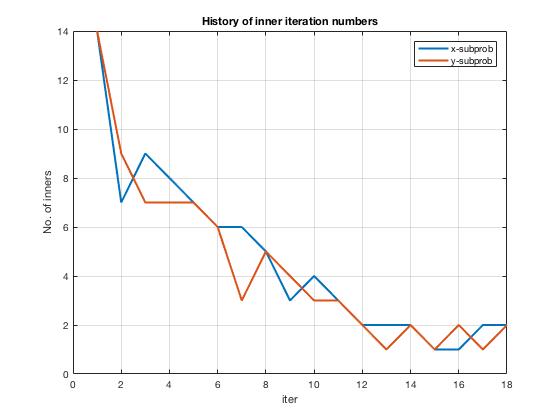 History of inner iteration numbers
14
12
10
8
6
4
2
0
No. of inners
x-subprob
y-subprob
0 2 4 6 8 10 12 14 16 18
iter